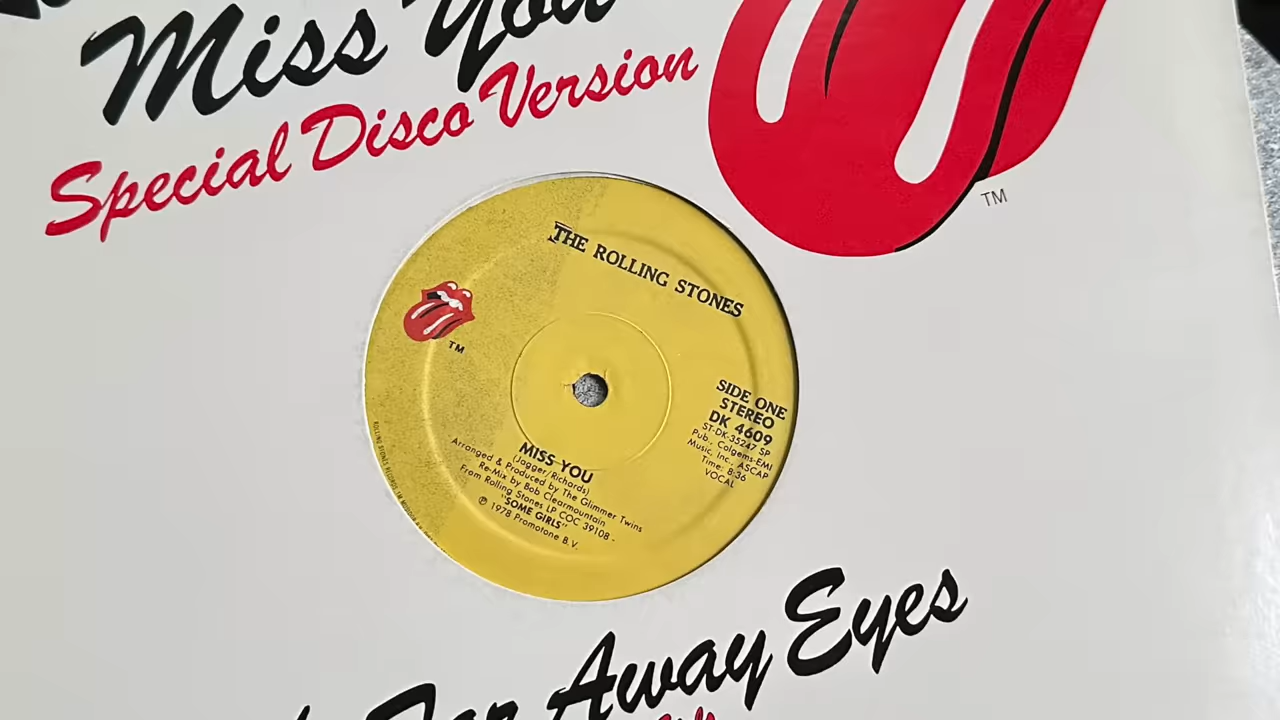 Miss You
Special Disco Version
TM
THE ROLLING STONES
TM
SIDE ONE
STEREO
DK 4609
ST-DK-35247 SP
Pub. Colgems-EMI
Music, Inc., ASCAP
Time: 8:36
VOCAL
MISS YOU
(Jagger/Richards)
Arranged & Produced by The Glimmer Twins
Re-Mix by Bob Clearmountain
From Rolling Stones LP COC 39108 -
"SOME GIRLS"
℗ 1978 Promotone B.V.
Far Away Eyes